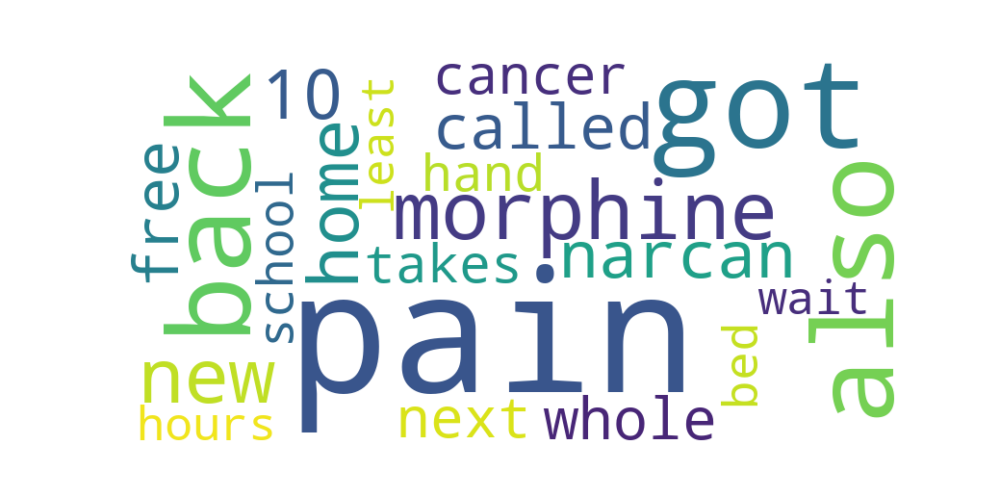 cancer
10
got
called
least
back
home
hand
free
also
school
morphine
narcan
takes
wait
pain
bed
new
next
whole
hours